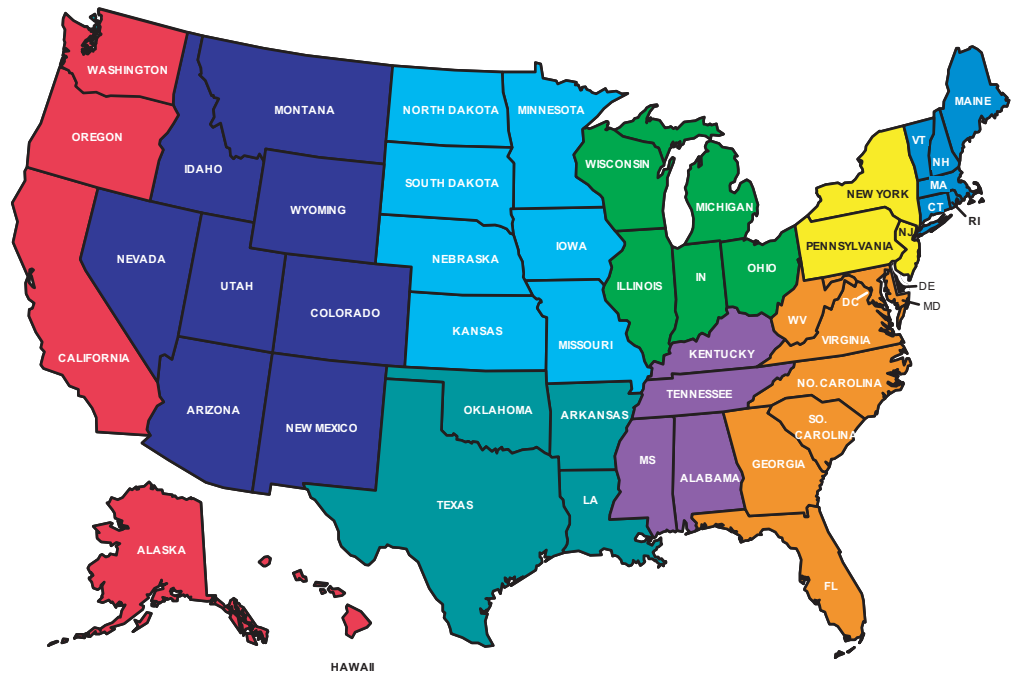 WASHINGTON
OREGON
CALIFORNIA
NEVADA
IDAHO
MONTANA
WYOMING
UTAH
COLORADO
ARIZONA
NEW MEXICO
NORTH DAKOTA
SOUTH DAKOTA
NEBRASKA
KANSAS
MINNESOTA
IOWA
MISSOURI
OKLAHOMA
TEXAS
ARKANSAS
LA
WISCONSIN
ILLINOIS
MICHIGAN
IN
OHIO
KENTUCKY
TENNESSEE
MS
ALABAMA
GEORGIA
FL
SO.
CAROLINA
NO. CAROLINA
VIRGINIA
WV
DC
MD
DE
PENNSYLVANIA
NJ
NEW YORK
CT
RI
MA
VT
NH
MAINE
ALASKA
HAWAII